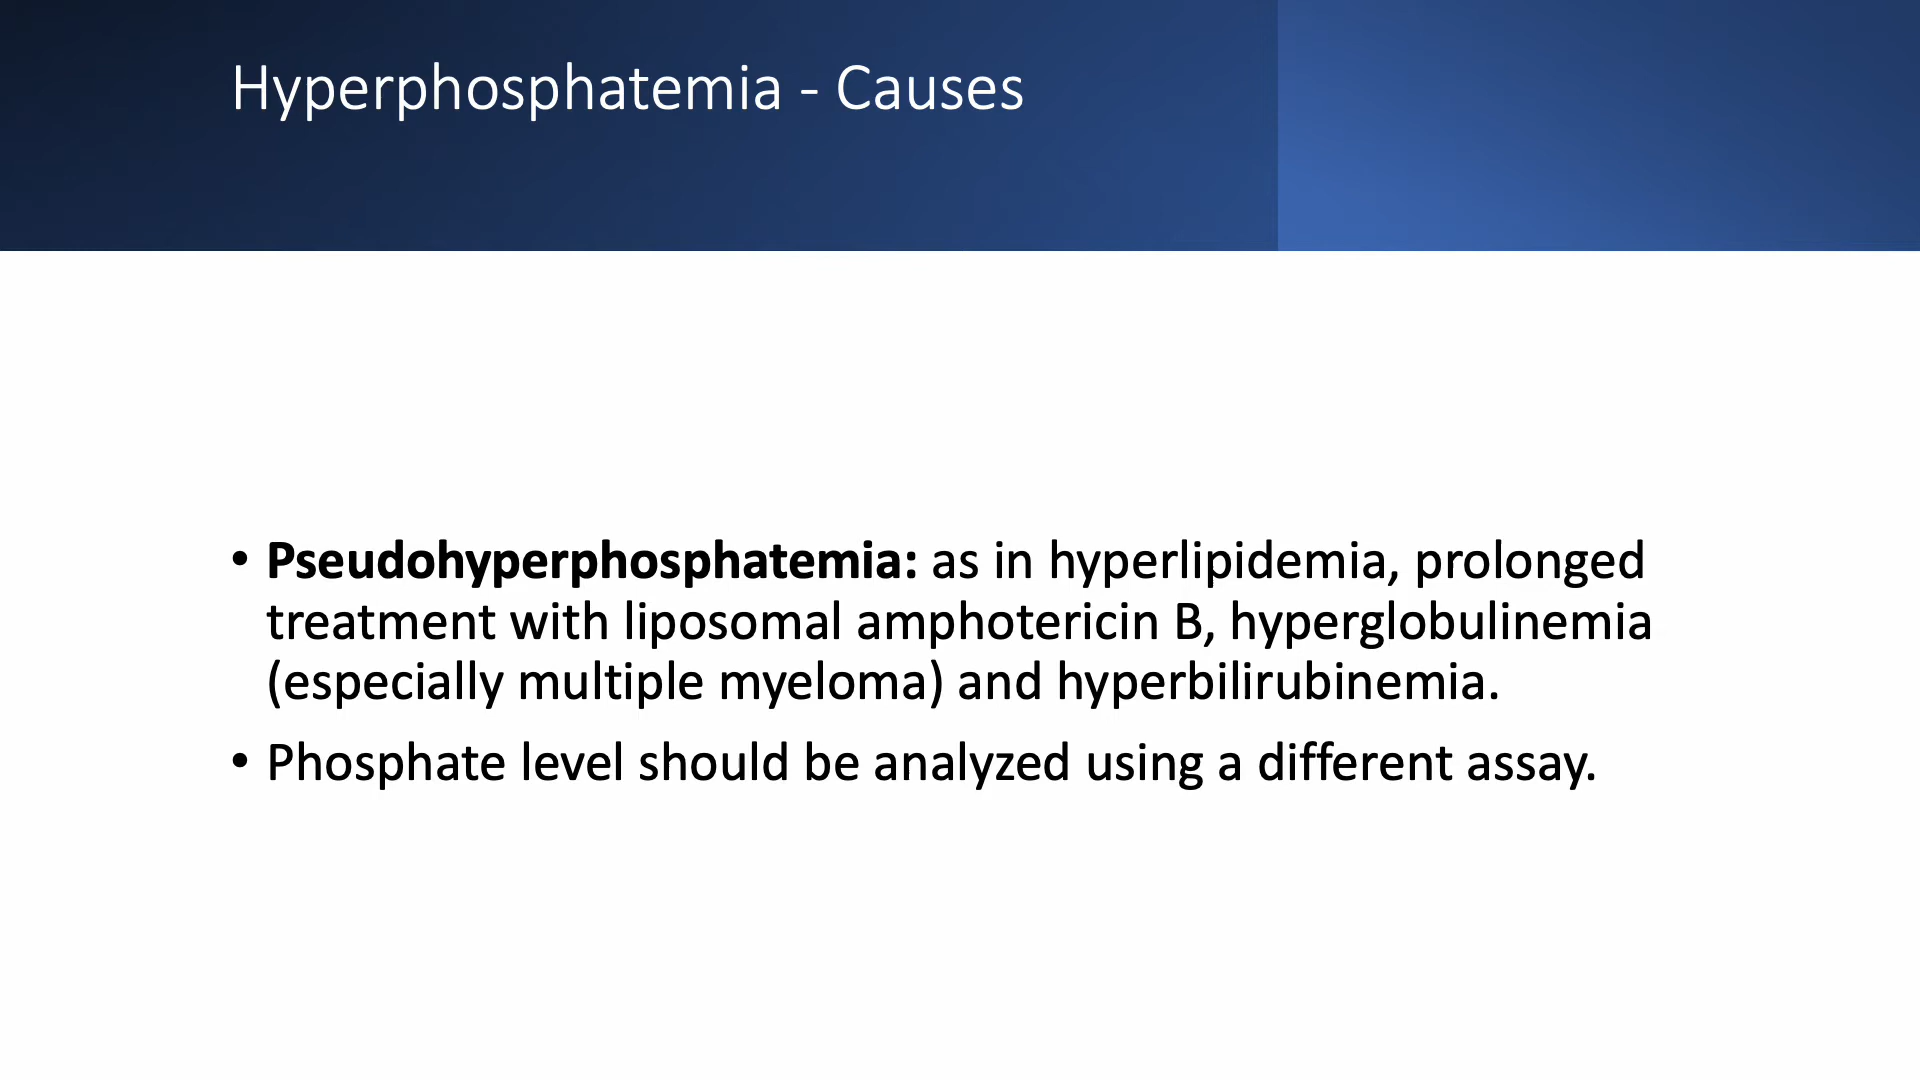 Hyperphosphatemia - Causes
• Pseudohyperphosphatemia: as in hyperlipidemia, prolonged
treatment with liposomal amphotericin B, hyperglobulinemia
(especially multiple myeloma) and hyperbilirubinemia.
• Phosphate level should be analyzed using a different assay.